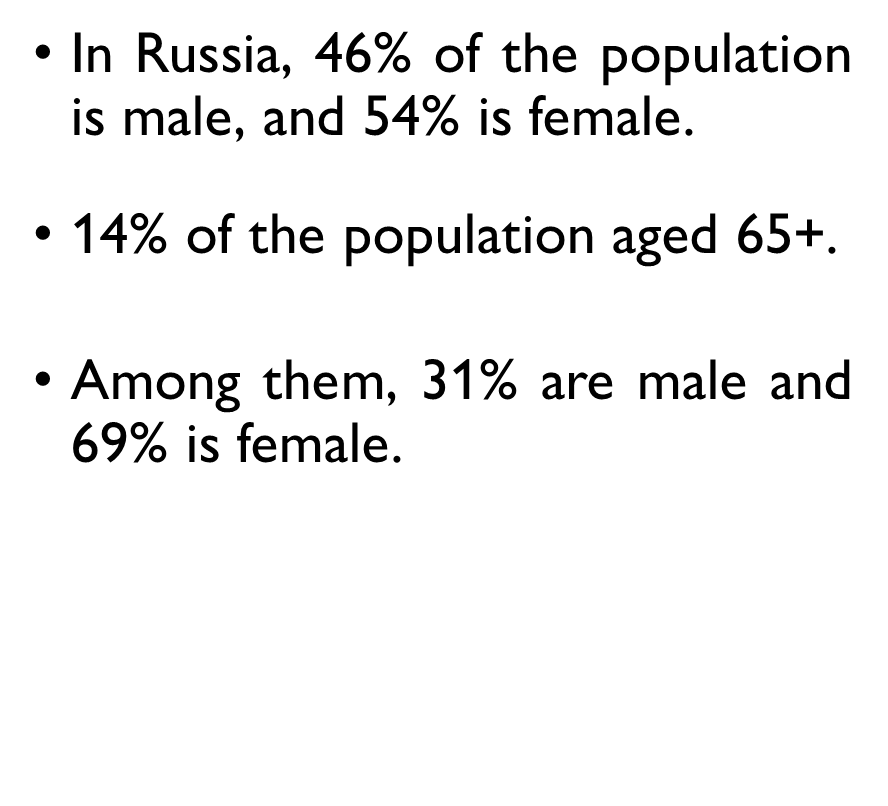 • In Russia, 46% of the population
is male, and 54% is female.
• 14% of the population aged 65+.
• Among them, 31% are male and
69% is female.